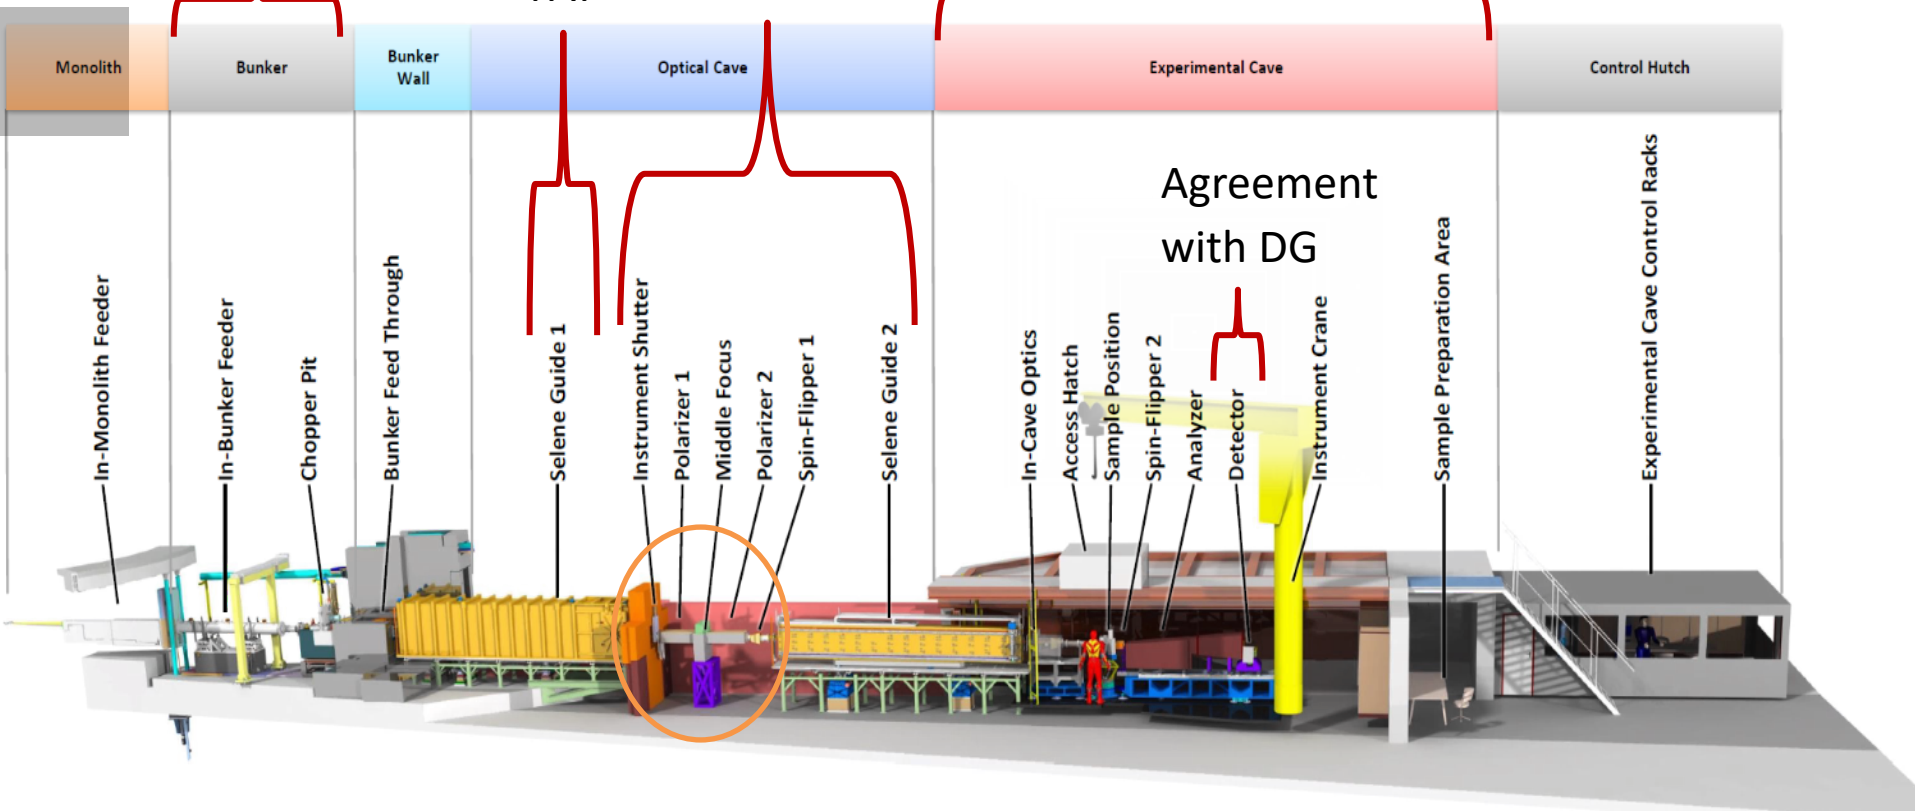 Monolith
Bunker
Bunker
Wall
Optical Cave
Experimental Cave
Control Hutch
Agreement
with DG
In-Monolith Feeder
In-Bunker Feeder
Chopper Pit
Bunker Feed Through
Selene Guide 1
Instrument Shutter
Polarizer 1
Middle Focus
Polarizer 2
Spin-Flipper 1
Selene Guide 2
In-Cave Optics
Access Hatch
Sample Position
Spin-Flipper 2
Analyzer
Detector
Instrument Crane
Sample Preparation Area
Experimental Cave Control Racks